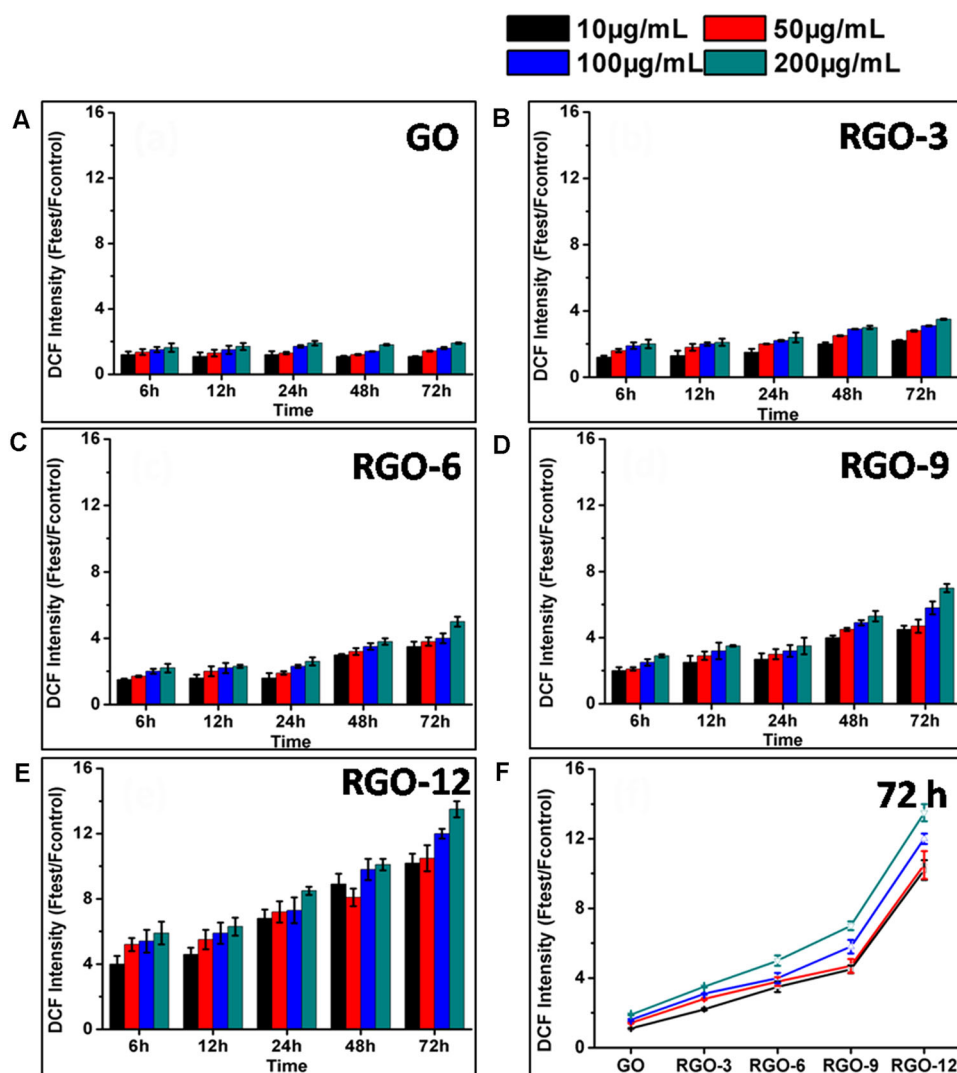 10µg/mL 50µg/mL
100µg/mL 200µg/mL
A
(a)
GO
DCF Intensity (Ftest/Fcontrol)
16
12
8
4
0
6h 12h 24h 48h 72h
Time
B
(b)
RGO-3
DCF Intensity (Ftest/Fcontrol)
16
12
8
4
0
6h 12h 24h 48h 72h
Time
C
(c)
RGO-6
DCF Intensity (Ftest/Fcontrol)
16
12
8
4
0
6h 12h 24h 48h 72h
Time
D
(d)
RGO-9
DCF Intensity (Ftest/Fcontrol)
16
12
8
4
0
6h 12h 24h 48h 72h
Time
E
(e)
RGO-12
DCF Intensity (Ftest/Fcontrol)
16
12
8
4
0
6h 12h 24h 48h 72h
Time
F
(f)
72 h
DCF Intensity (Ftest/Fcontrol)
16
12
8
4
0
GO RGO-3 RGO-6 RGO-9 RGO-12